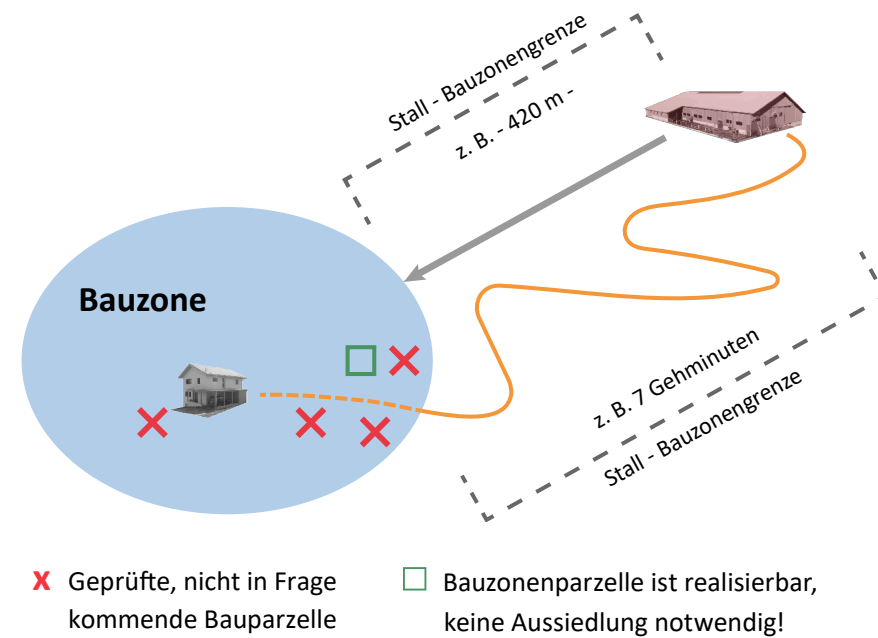 Stall - Bauzonengrenze
z. B. - 420 m -
Bauzone
z. B. 7 Gehminuten
Stall - Bauzonengrenze
x Geprüfte, nicht in Frage
kommende Bauparzelle
Bauzonenparzelle ist realisierbar,
keine Aussiedlung notwendig!